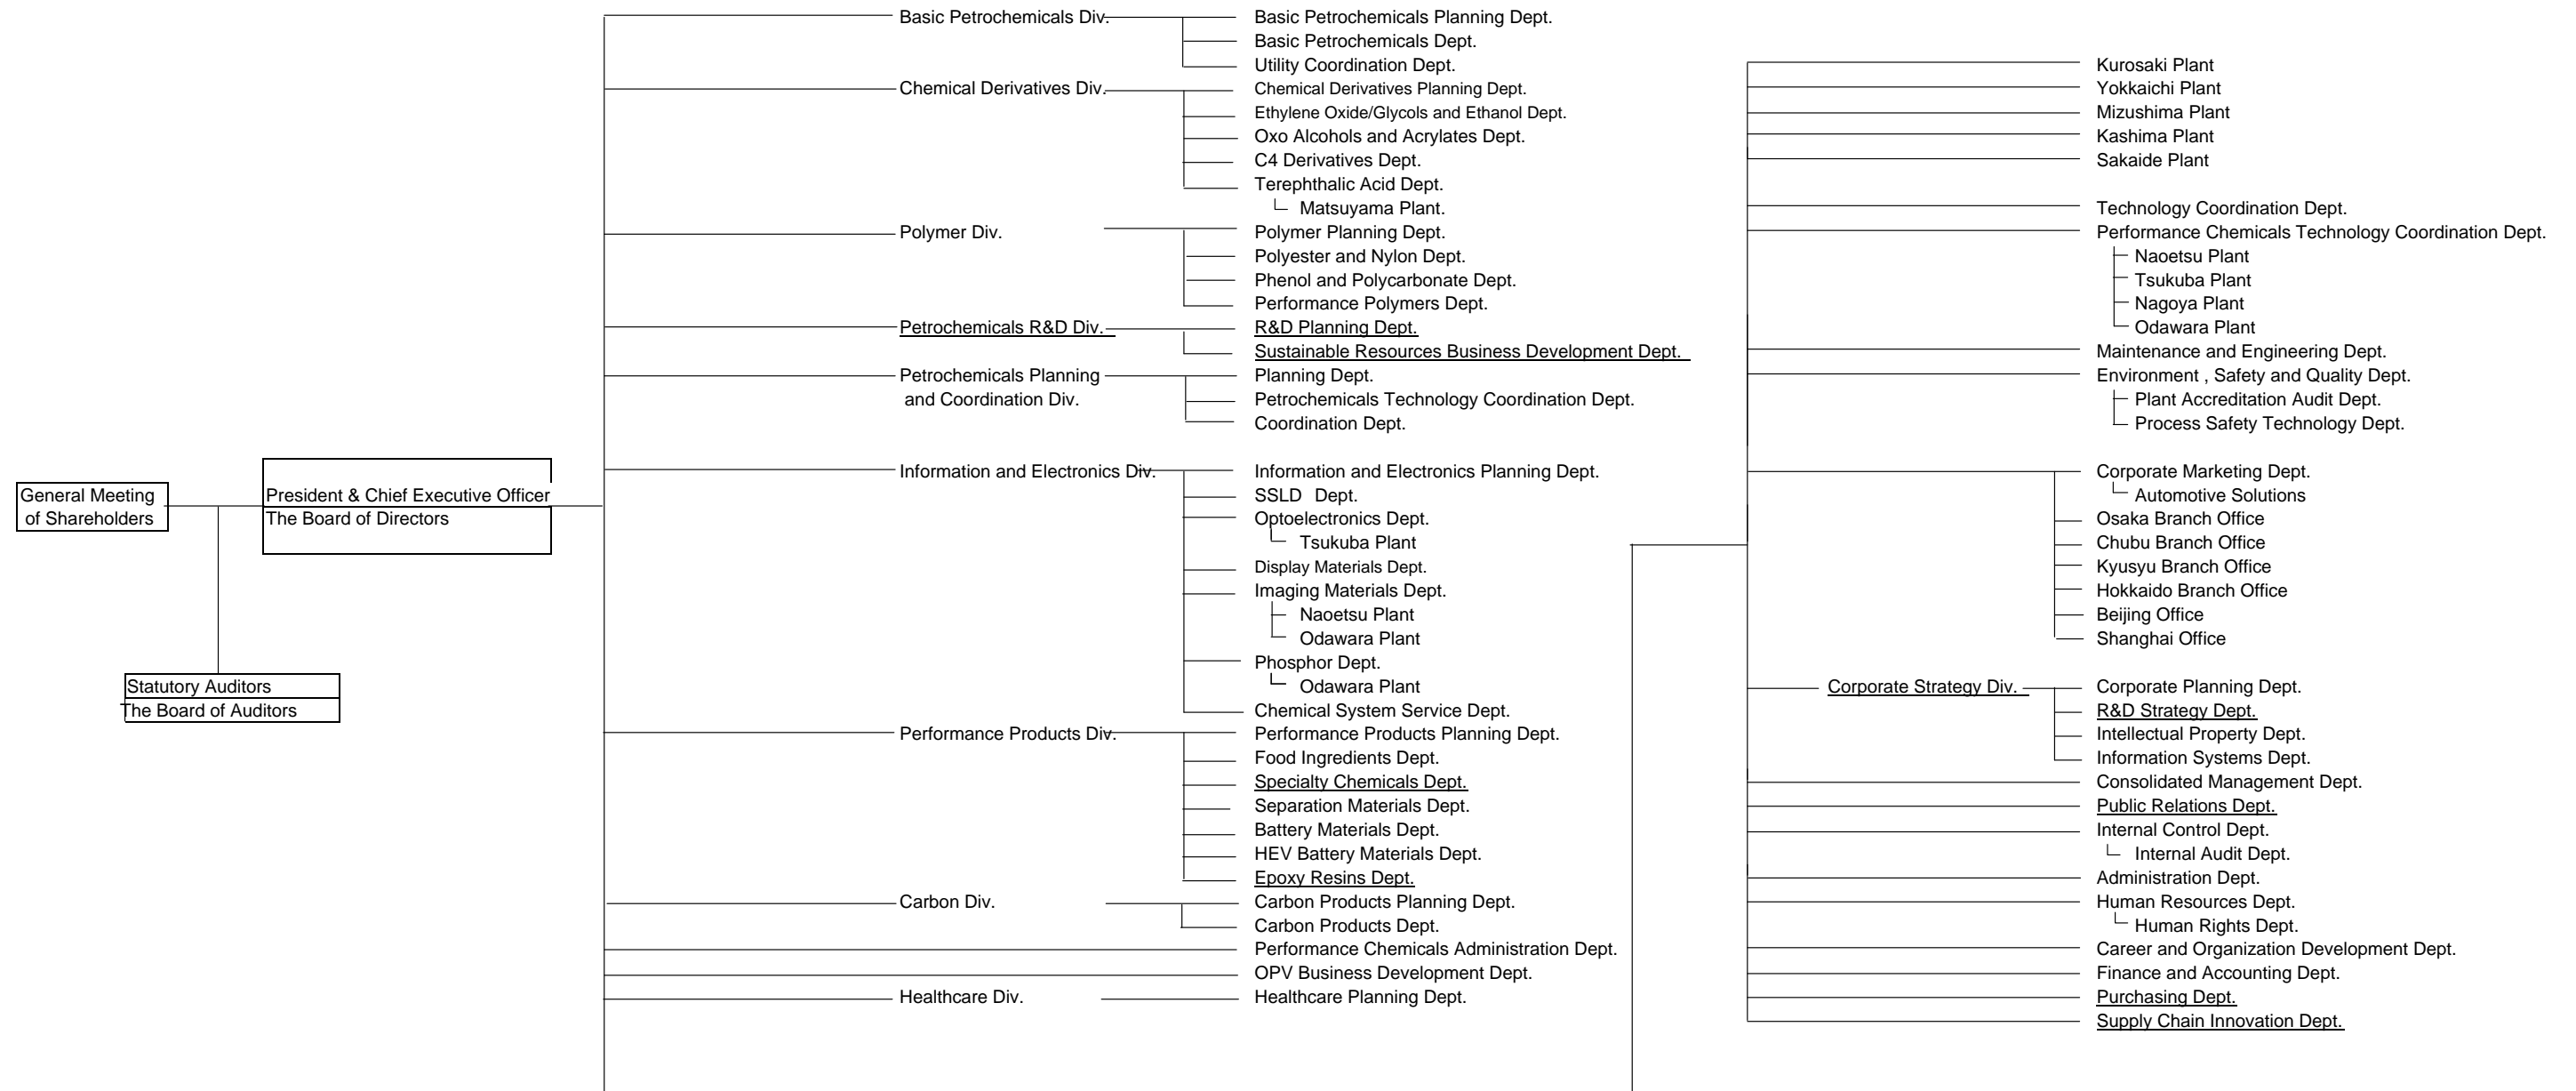 General Meeting
of Shareholders
President & Chief Executive Officer
The Board of Directors
Statutory Auditors
The Board of Auditors
Basic Petrochemicals Div.
Basic Petrochemicals Planning Dept.
Basic Petrochemicals Dept.
Utility Coordination Dept.
Chemical Derivatives Div.
Chemical Derivatives Planning Dept.
Ethylene Oxide/Glycols and Ethanol Dept.
Oxo Alcohols and Acrylates Dept.
C4 Derivatives Dept.
Terephthalic Acid Dept.
Matsuyama Plant.
Polymer Div.
Polymer Planning Dept.
Polyester and Nylon Dept.
Phenol and Polycarbonate Dept.
Performance Polymers Dept.
Petrochemicals R&D Div.
R&D Planning Dept.
Sustainable Resources Business Development Dept.
Petrochemicals Planning
and Coordination Div.
Planning Dept.
Petrochemicals Technology Coordination Dept.
Coordination Dept.
Information and Electronics Div.
Information and Electronics Planning Dept.
SSLD Dept.
Optoelectronics Dept.
Tsukuba Plant
Display Materials Dept.
Imaging Materials Dept.
Naoetsu Plant
Odawara Plant
Phosphor Dept.
Odawara Plant
Chemical System Service Dept.
Performance Products Div.
Performance Products Planning Dept.
Food Ingredients Dept.
Specialty Chemicals Dept.
Separation Materials Dept.
Battery Materials Dept.
HEV Battery Materials Dept.
Epoxy Resins Dept.
Carbon Div.
Carbon Products Planning Dept.
Carbon Products Dept.
Performance Chemicals Administration Dept.
OPV Business Development Dept.
Healthcare Div.
Healthcare Planning Dept.
Kurosaki Plant
Yokkaichi Plant
Mizushima Plant
Kashima Plant
Sakaide Plant
Technology Coordination Dept.
Performance Chemicals Technology Coordination Dept.
Naoetsu Plant
Tsukuba Plant
Nagoya Plant
Odawara Plant
Maintenance and Engineering Dept.
Environment , Safety and Quality Dept.
Plant Accreditation Audit Dept.
Process Safety Technology Dept.
Corporate Marketing Dept.
Automotive Solutions
Osaka Branch Office
Chubu Branch Office
Kyusyu Branch Office
Hokkaido Branch Office
Beijing Office
Shanghai Office
Corporate Strategy Div.
Corporate Planning Dept.
R&D Strategy Dept.
Intellectual Property Dept.
Information Systems Dept.
Consolidated Management Dept.
Public Relations Dept.
Internal Control Dept.
Internal Audit Dept.
Administration Dept.
Human Resources Dept.
Human Rights Dept.
Career and Organization Development Dept.
Finance and Accounting Dept.
Purchasing Dept.
Supply Chain Innovation Dept.